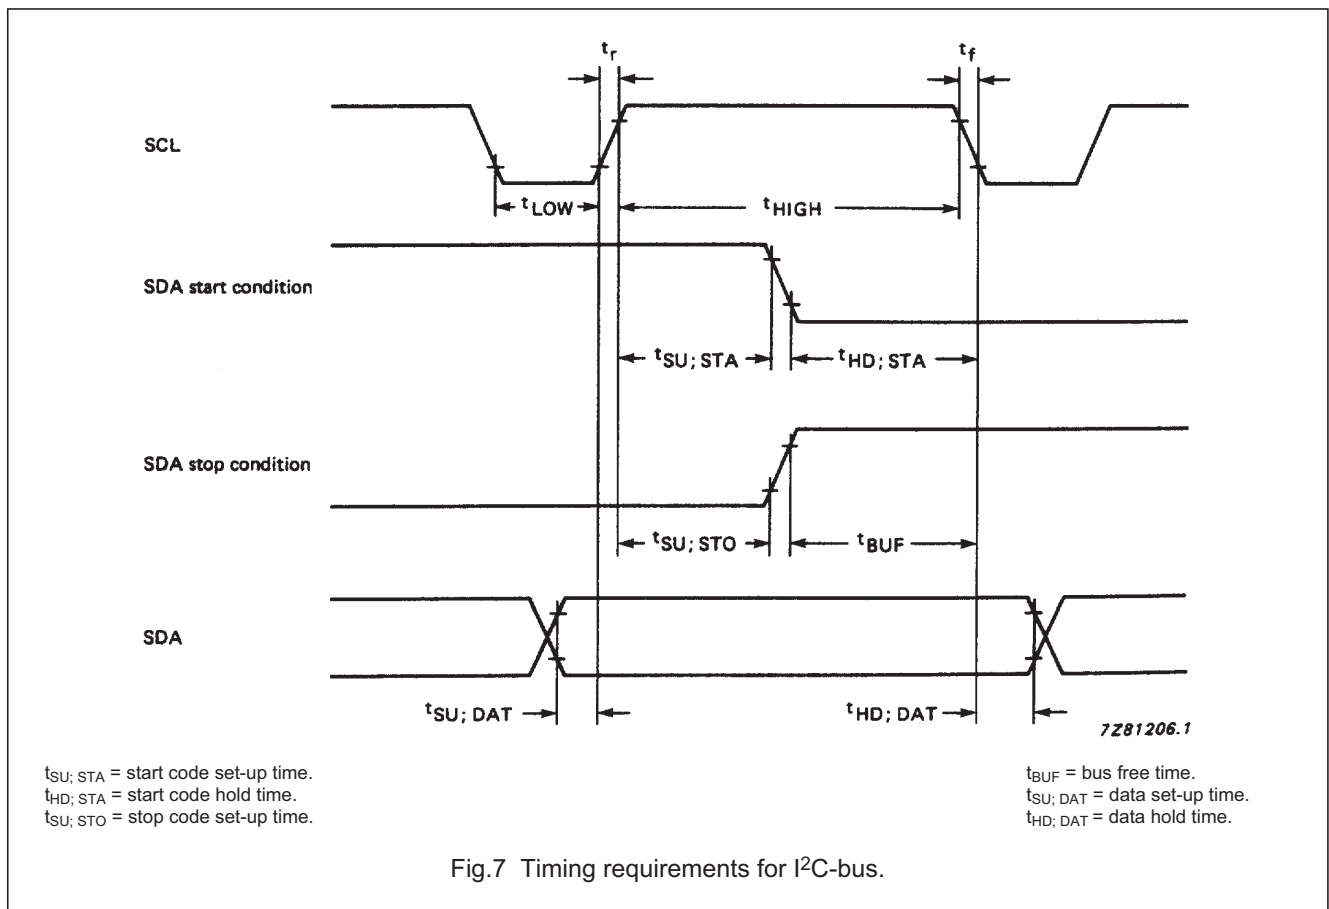 tr
tf
SCL
tLOW
tHIGH
SDA start condition
tSU; STA
tHD; STA
SDA stop condition
tSU; STO
tBUF
SDA
tSU; DAT
tHD; DAT
7Z81206.1
tSU; STA = start code set-up time.
tHD; STA = start code hold time.
tSU; STO = stop code set-up time.
tBUF = bus free time.
tSU; DAT = data set-up time.
tHD; DAT = data hold time.
Fig.7 Timing requirements for I²C-bus.